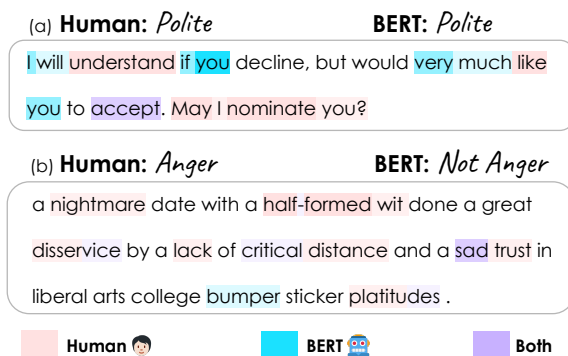 (a) Human: Polite BERT: Polite
I will understand if you decline, but would very much like
you to accept. May I nominate you?
(b) Human: Anger BERT: Not Anger
a nightmare date with a half-formed wit done a great
disservice by a lack of critical distance and a sad trust in
liberal arts college bumper sticker platitudes .
Human BERT Both